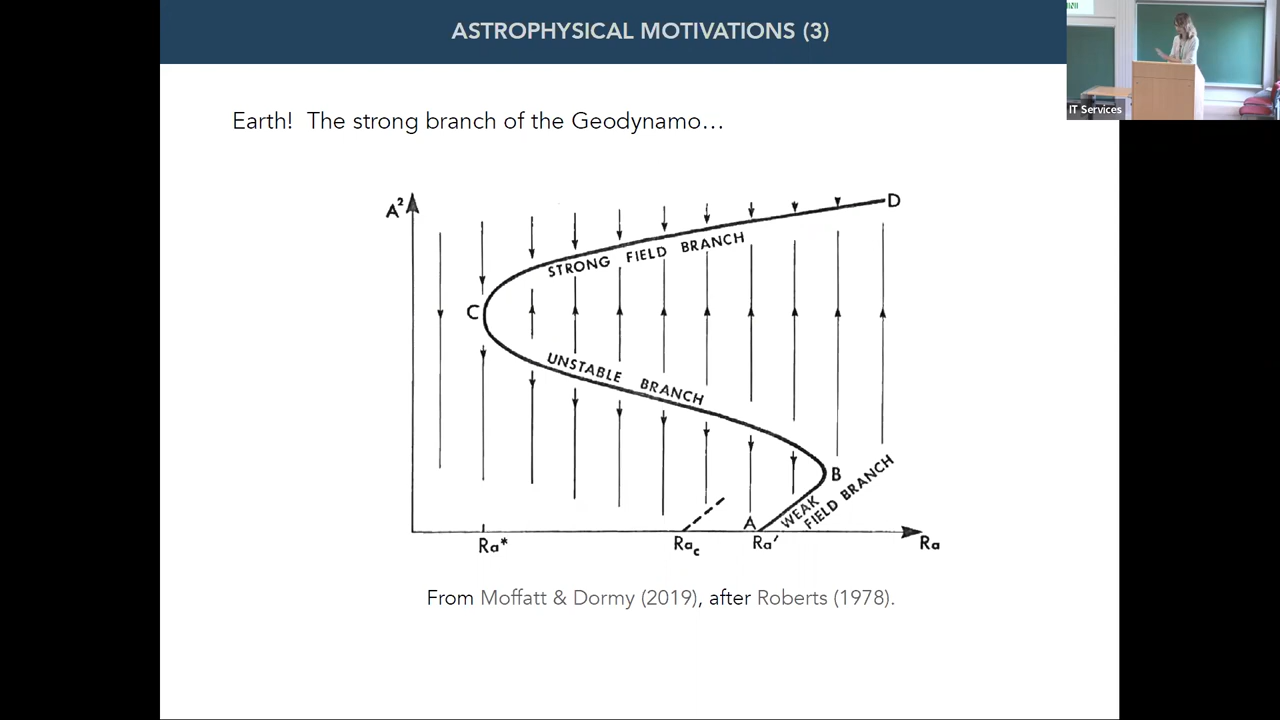 ASTROPHYSICAL MOTIVATIONS (3)
IT Services
Earth! The strong branch of the Geodynamo…
A²
D
STRONG FIELD BRANCH
C
UNSTABLE BRANCH
B
WEAK
FIELD BRANCH
A
Ra*
Rac
Ra′
Ra
From Moffatt & Dormy (2019), after Roberts (1978).